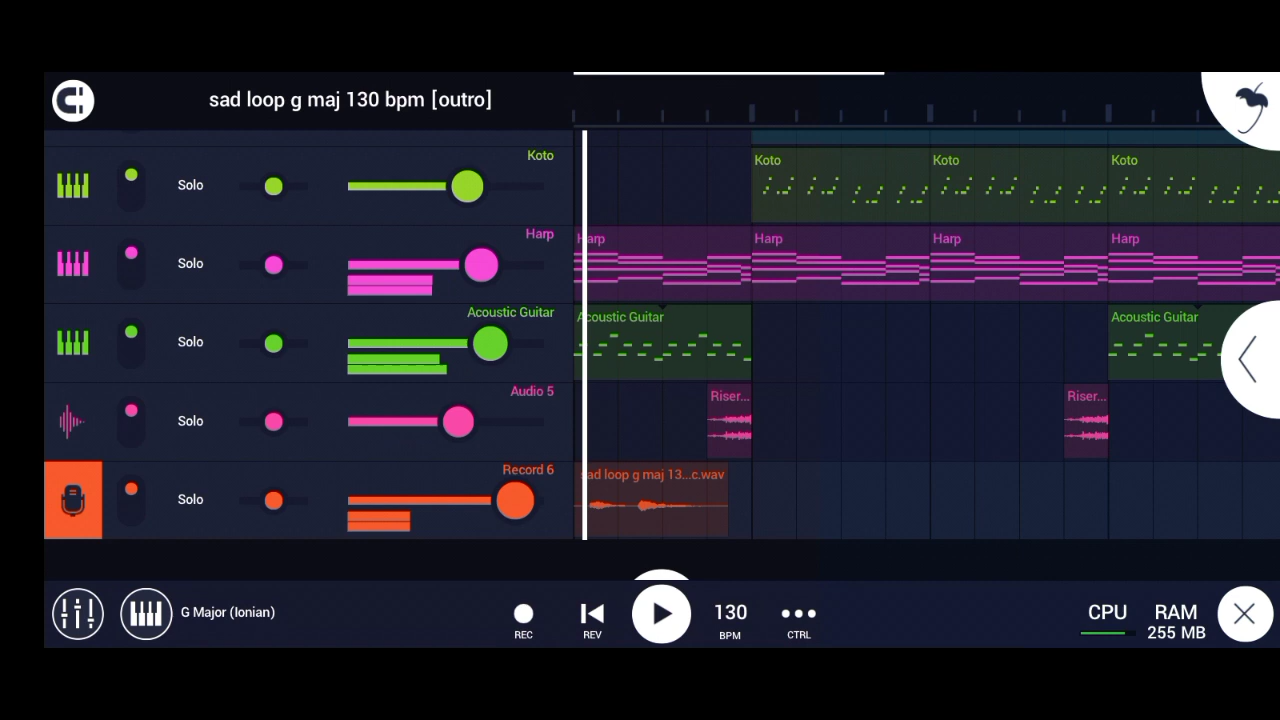 sad loop g maj 130 bpm [outro]
Koto
Solo
Koto
Koto
Koto
Harp
Solo
Harp
Harp
Harp
Harp
Acoustic Guitar
Solo
Acoustic Guitar
Acoustic Guitar
Audio 5
Solo
Riser...
Riser...
Record 6
Solo
sad loop g maj 13...c.wav
G Major (Ionian)
REC
REV
130
BPM
CTRL
CPU
RAM
255 MB